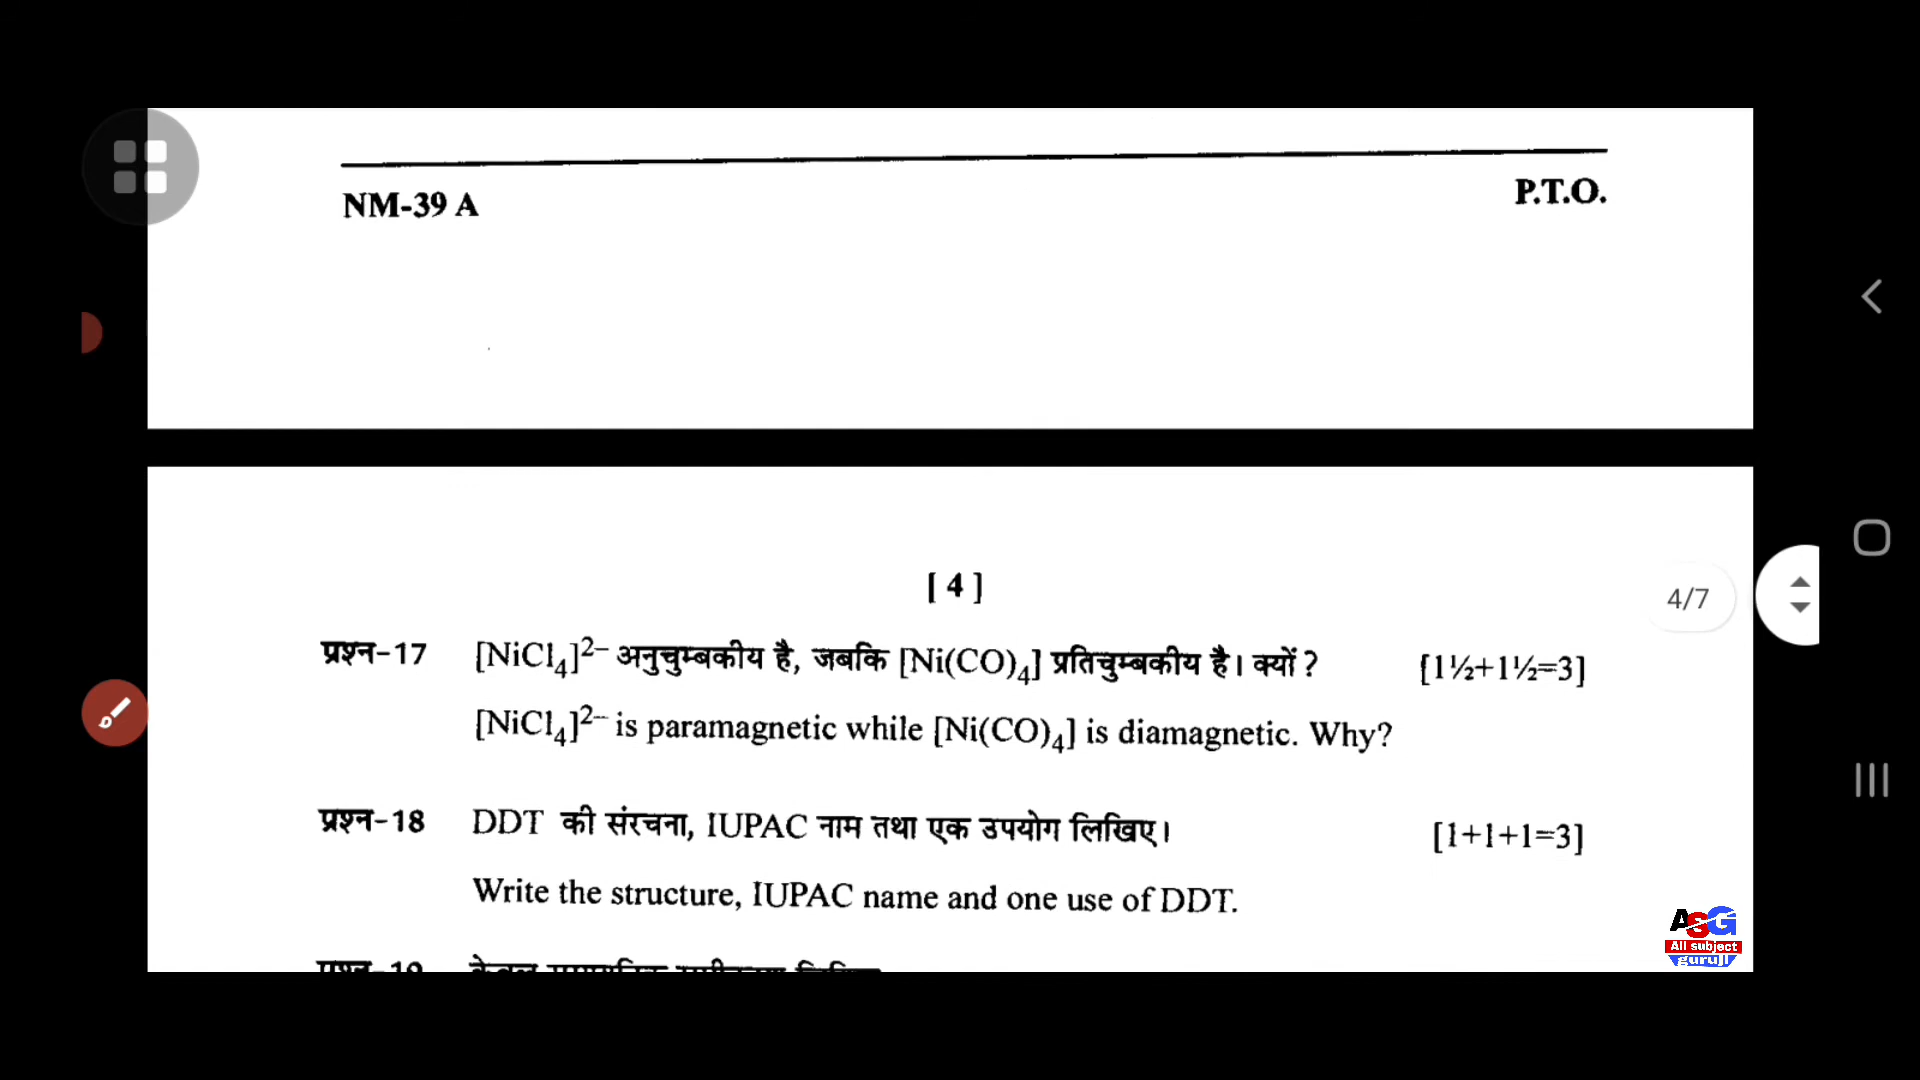 NM-39 A
P.T.O.
[ 4 ]
4/7
प्रश्न-17 [NiCl₄]²⁻ अनुचुम्बकीय है, जबकि [Ni(CO)₄] प्रतिचुम्बकीय है। क्यों ? [1½+1½=3]
[NiCl₄]²⁻ is paramagnetic while [Ni(CO)₄] is diamagnetic. Why?
प्रश्न-18 DDT की संरचना, IUPAC नाम तथा एक उपयोग लिखिए। [1+1+1=3]
Write the structure, IUPAC name and one use of DDT.
ASG
All subject
guruji
प्रश्न-19